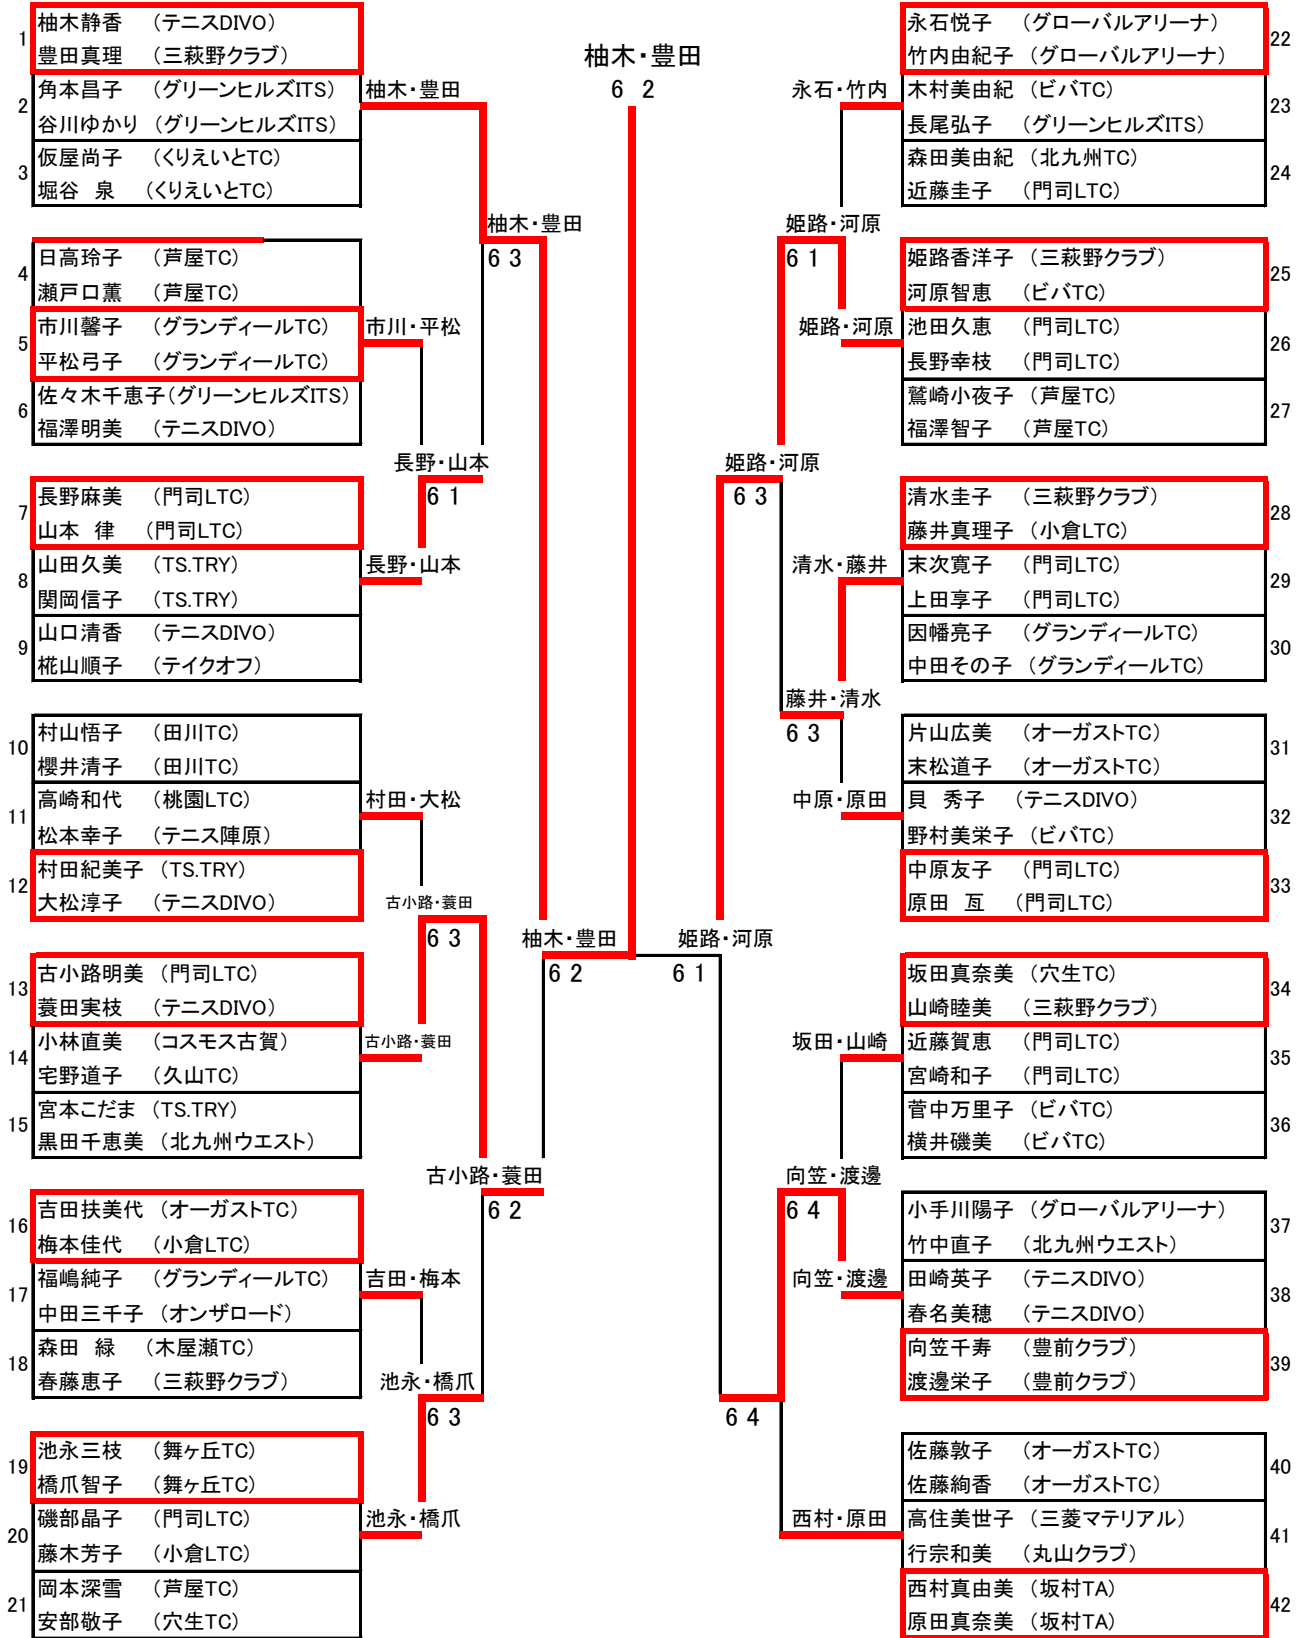 柚木・豊田
6 2
1
柚木静香 (テニスDIVO)
豊田真理 (三萩野クラブ)
2
角本昌子 (グリーンヒルズITS)
谷川ゆかり (グリーンヒルズITS)
3
仮屋尚子 (くりえいとTC)
堀谷 泉 (くりえいとTC)
柚木・豊田
柚木・豊田
6 3
4
日高玲子 (芦屋TC)
瀬戸口薫 (芦屋TC)
5
市川馨子 (グランディールTC)
平松弓子 (グランディールTC)
6
佐々木千恵子(グリーンヒルズITS)
福澤明美 (テニスDIVO)
市川・平松
長野・山本
6 1
7
長野麻美 (門司LTC)
山本 律 (門司LTC)
8
山田久美 (TS.TRY)
関岡信子 (TS.TRY)
9
山口清香 (テニスDIVO)
椛山順子 (テイクオフ)
長野・山本
10
村山悟子 (田川TC)
櫻井清子 (田川TC)
11
高崎和代 (桃園LTC)
松本幸子 (テニス陣原)
12
村田紀美子 (TS.TRY)
大松淳子 (テニスDIVO)
村田・大松
古小路・蓑田
6 3
柚木・豊田
6 2
13
古小路明美 (門司LTC)
蓑田実枝 (テニスDIVO)
14
小林直美 (コスモス古賀)
宅野道子 (久山TC)
15
宮本こだま (TS.TRY)
黒田千恵美 (北九州ウエスト)
古小路・蓑田
古小路・蓑田
6 2
16
吉田扶美代 (オーガストTC)
梅本佳代 (小倉LTC)
17
福嶋純子 (グランディールTC)
中田三千子 (オンザロード)
18
森田 緑 (木屋瀬TC)
春藤恵子 (三萩野クラブ)
吉田・梅本
池永・橋爪
6 3
19
池永三枝 (舞ヶ丘TC)
橋爪智子 (舞ヶ丘TC)
20
磯部晶子 (門司LTC)
藤木芳子 (小倉LTC)
21
岡本深雪 (芦屋TC)
安部敬子 (穴生TC)
池永・橋爪
永石悦子 (グローバルアリーナ)
竹内由紀子 (グローバルアリーナ)
22
木村美由紀 (ビバTC)
長尾弘子 (グリーンヒルズITS)
23
森田美由紀 (北九州TC)
近藤圭子 (門司LTC)
24
永石・竹内
姫路・河原
6 1
姫路香洋子 (三萩野クラブ)
河原智恵 (ビバTC)
25
池田久恵 (門司LTC)
長野幸枝 (門司LTC)
26
鷲崎小夜子 (芦屋TC)
福澤智子 (芦屋TC)
27
姫路・河原
姫路・河原
6 3
清水圭子 (三萩野クラブ)
藤井真理子 (小倉LTC)
28
末次寛子 (門司LTC)
上田享子 (門司LTC)
29
因幡亮子 (グランディールTC)
中田その子 (グランディールTC)
30
清水・藤井
藤井・清水
6 3
片山広美 (オーガストTC)
末松道子 (オーガストTC)
31
貝 秀子 (テニスDIVO)
野村美栄子 (ビバTC)
32
中原友子 (門司LTC)
原田 亙 (門司LTC)
33
中原・原田
姫路・河原
6 1
坂田真奈美 (穴生TC)
山崎睦美 (三萩野クラブ)
34
近藤賀恵 (門司LTC)
宮崎和子 (門司LTC)
35
菅中万里子 (ビバTC)
横井磯美 (ビバTC)
36
坂田・山崎
向笠・渡邊
6 4
小手川陽子 (グローバルアリーナ)
竹中直子 (北九州ウエスト)
37
田崎英子 (テニスDIVO)
春名美穂 (テニスDIVO)
38
向笠千寿 (豊前クラブ)
渡邊栄子 (豊前クラブ)
39
向笠・渡邊
6 4
佐藤敦子 (オーガストTC)
佐藤絢香 (オーガストTC)
40
高住美世子 (三菱マテリアル)
行宗和美 (丸山クラブ)
41
西村真由美 (坂村TA)
原田真奈美 (坂村TA)
42
西村・原田